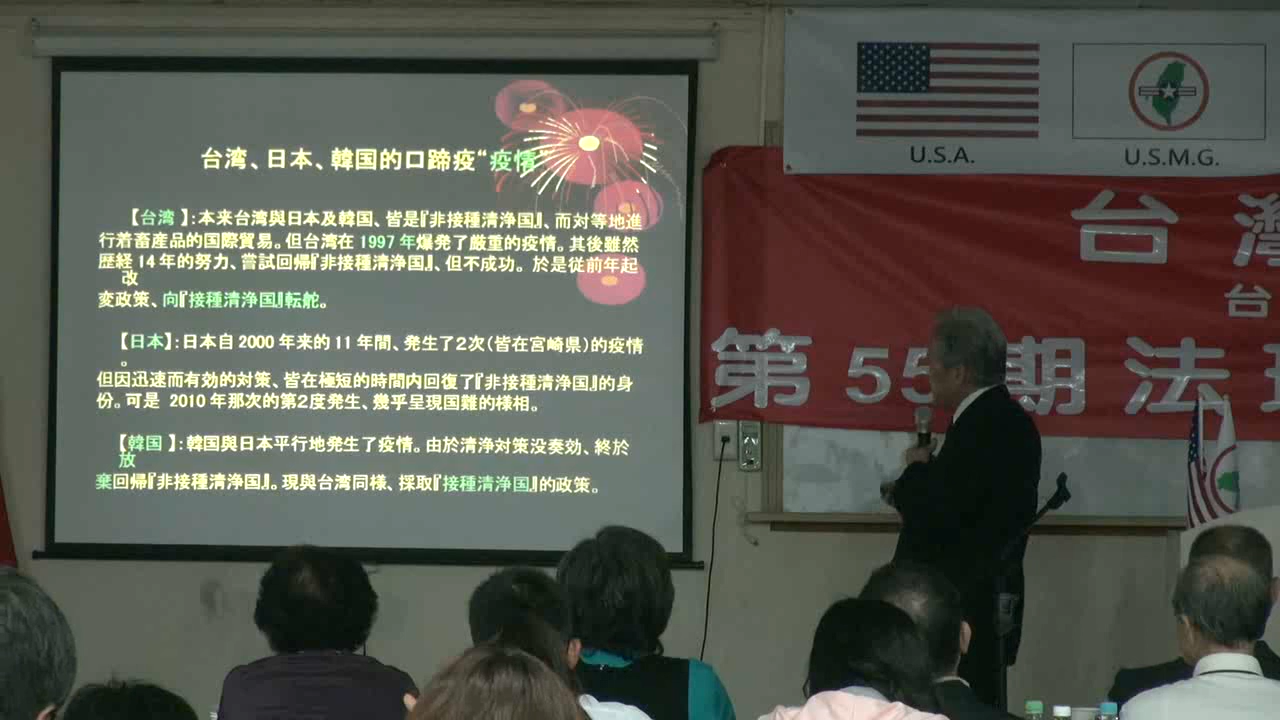 台湾、日本、韓国的口蹄疫“疫情”
【台湾】:本来台湾與日本及韓国、皆是『非接種清浄国』、而対等地進
行着畜産品的国際貿易。但台湾在 1997 年爆発了厳重的疫情。其後雖然
歴経 14 年的努力、嘗試回帰『非接種清浄国』、但不成功。於是從前年起
改
変政策、向『接種清浄国』転舵。
【日本】:日本自 2000 年来的 11 年間、発生了2次(皆在宮崎県)的疫情
。
但因迅速而有効的対策、皆在極短的時間内回復了『非接種清浄国』的身
份。可是 2010 年那次的第2度発生、幾乎呈現国難的様相。
【韓国】:韓国與日本平行地発生了疫情。由於清浄対策没奏効、終於
放
棄回帰『非接種清浄国』。現與台湾同様、採取『接種清浄国』的政策。
U.S.A.
U.S.M.G.
台
台
第 55 期 法